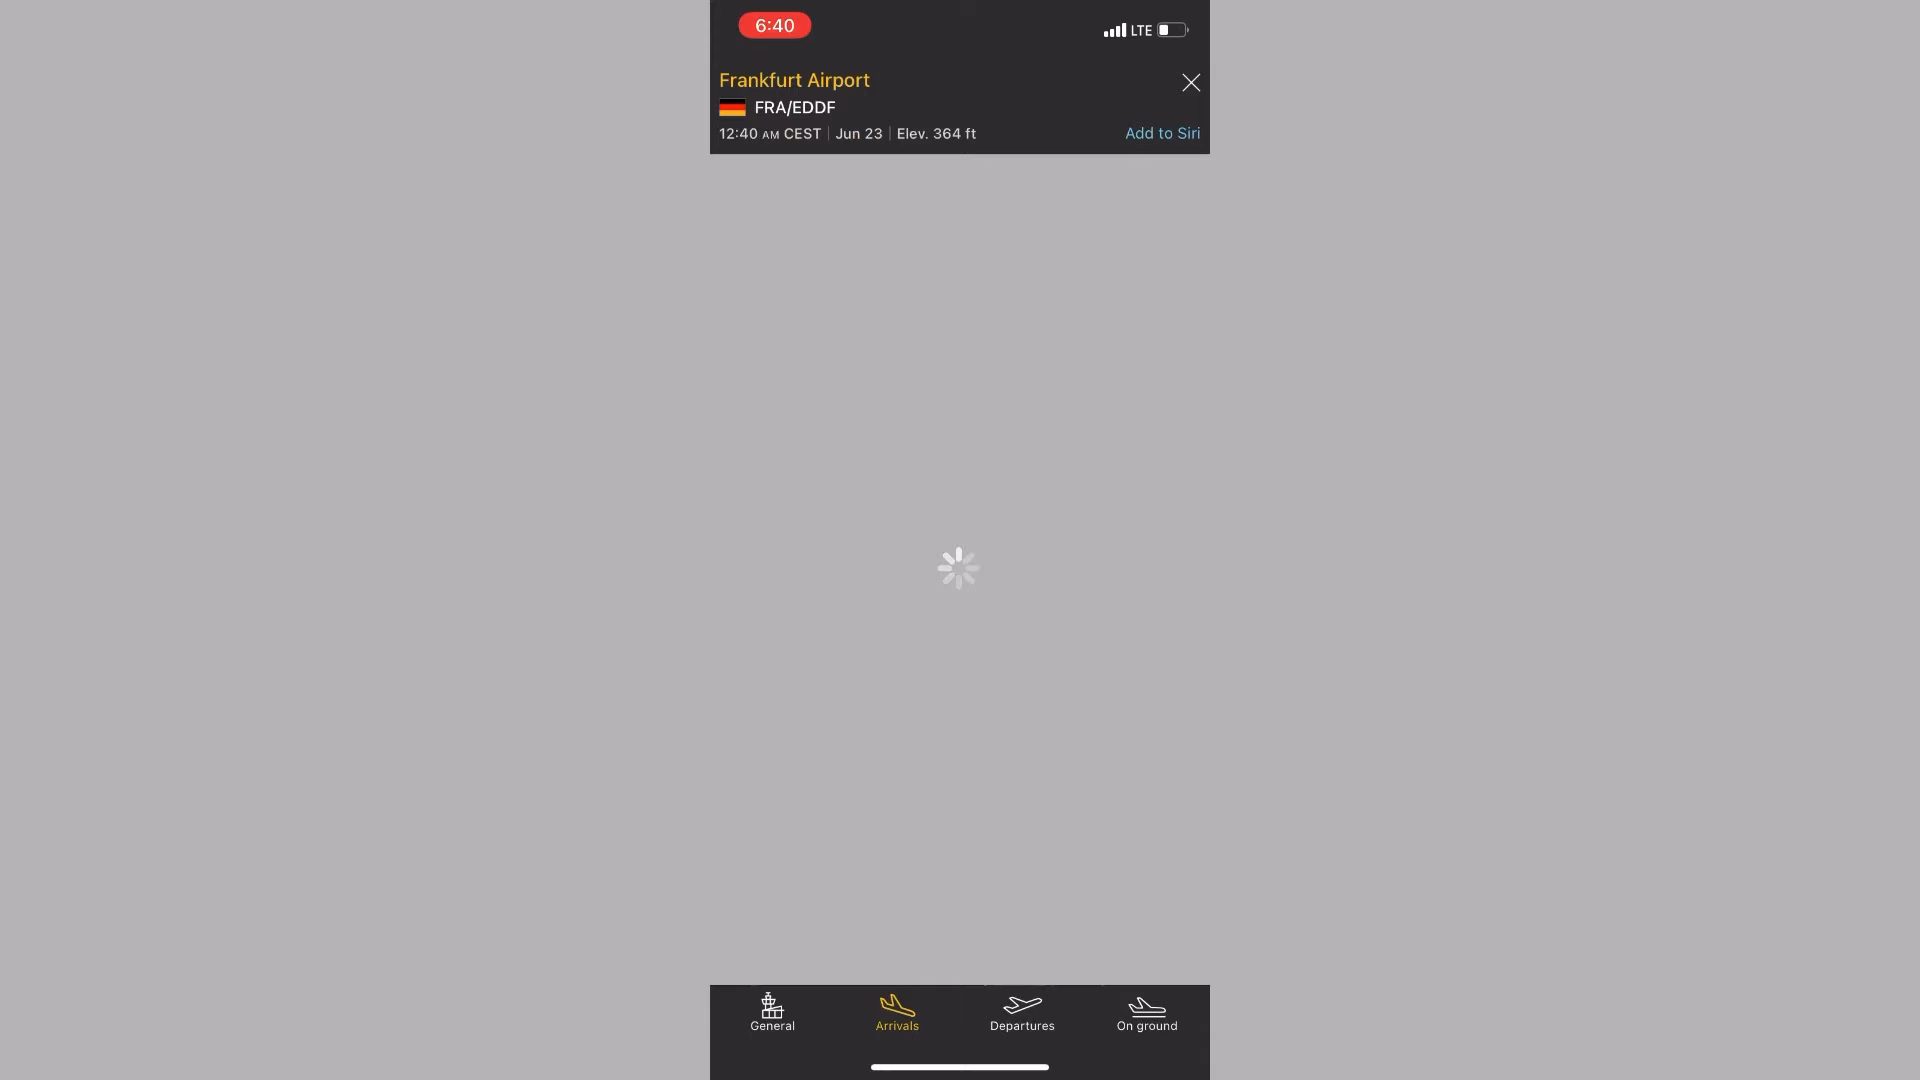 6:40
LTE
Frankfurt Airport
FRA/EDDF
12:40 AM CEST | Jun 23 | Elev. 364 ft
Add to Siri
General
Arrivals
Departures
On ground